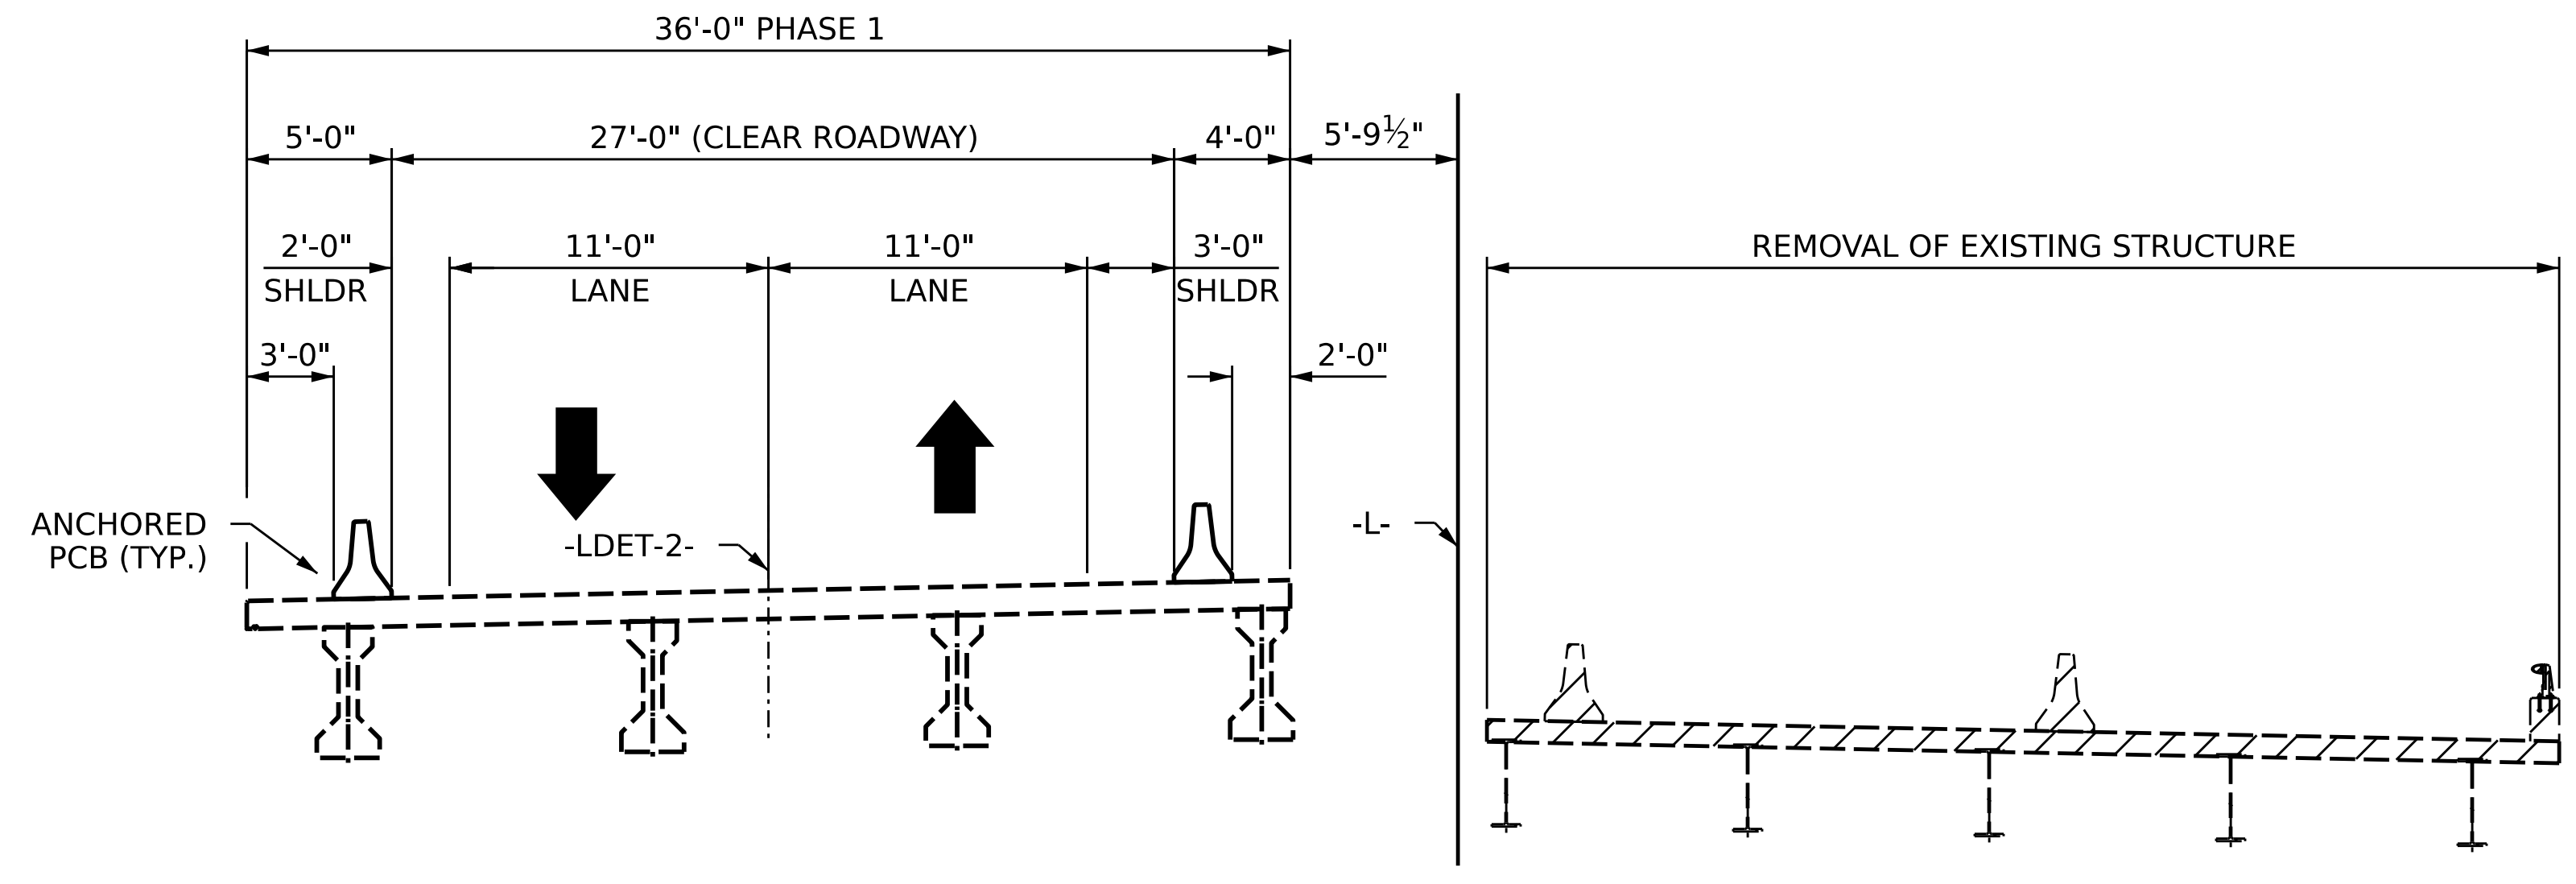 36'-0" PHASE 1
5'-0"
27'-0" (CLEAR ROADWAY)
4'-0"
5'-9½"
2'-0"
SHLDR
11'-0"
LANE
11'-0"
LANE
3'-0"
SHLDR
REMOVAL OF EXISTING STRUCTURE
3'-0"
2'-0"
ANCHORED
PCB (TYP.)
-LDET-2-
-L-